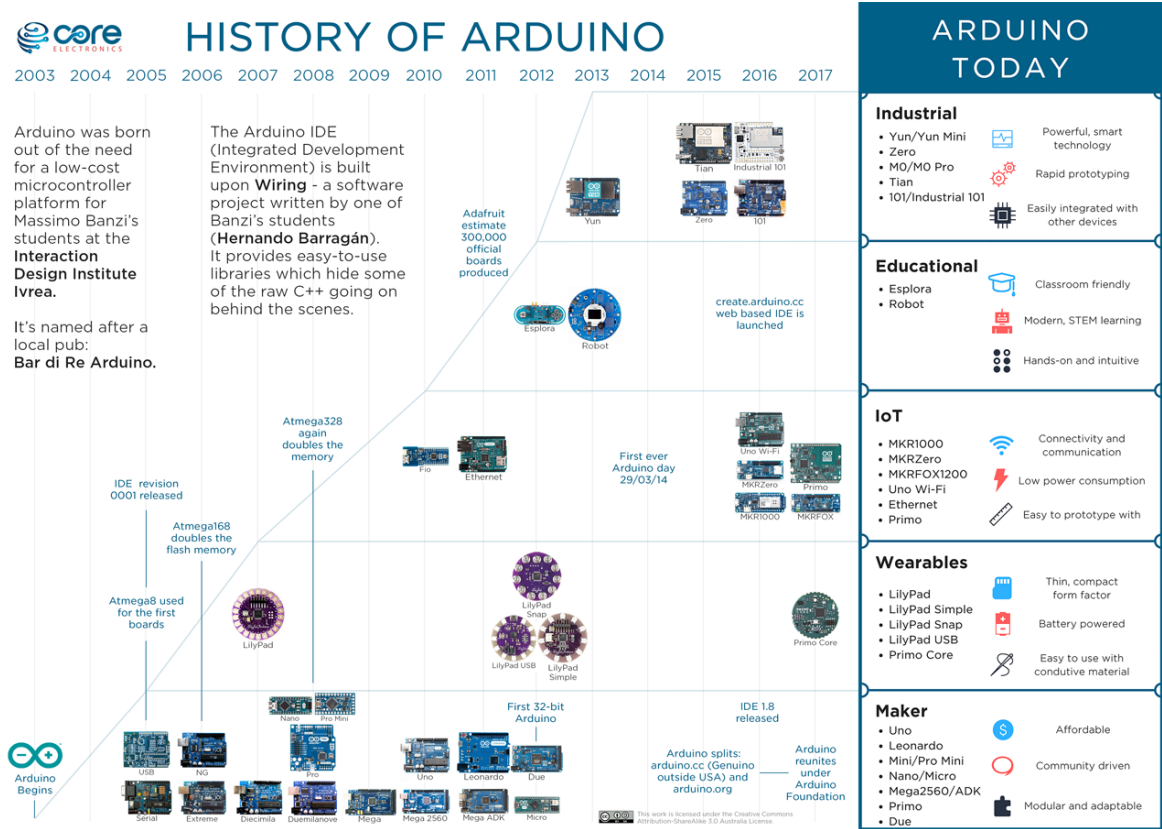 core
ELECTRONICS
HISTORY OF ARDUINO
2003 2004 2005 2006 2007 2008 2009 2010 2011 2012 2013 2014 2015 2016 2017
Arduino was born
out of the need
for a low-cost
microcontroller
platform for
Massimo Banzi's
students at the
Interaction
Design Institute
Ivrea.
It's named after a
local pub:
Bar di Re Arduino.
The Arduino IDE
(Integrated Development
Environment) is built
upon Wiring - a software
project written by one of
Banzi's students
(Hernando Barragán).
It provides easy-to-use
libraries which hide some
of the raw C++ going on
behind the scenes.
Adafruit
estimate
300,000
official
boards
produced
Tian
Industrial 101
Yun
Zero
101
Esplora
Robot
create.arduino.cc
web based IDE is
launched
Atmega328
again
doubles the
memory
Fio
Ethernet
First ever
Arduino day
29/03/14
Uno Wi-Fi
MKRZero
Primo
MKR1000
MKRFOX
IDE revision
0001 released
Atmega168
doubles the
flash memory
Atmega8 used
for the first
boards
LilyPad
LilyPad
Snap
LilyPad USB
LilyPad
Simple
Primo Core
Arduino
Begins
Nano
Pro Mini
First 32-bit
Arduino
IDE 1.8
released
USB
NG
Pro
Uno
Leonardo
Due
Arduino splits:
arduino.cc (Genuino
outside USA) and
arduino.org
Arduino
reunites
under
Arduino
Foundation
Serial
Extreme
Diecimila
Duemilanove
Mega
Mega 2560
Mega ADK
Micro
This work is licensed under the Creative Commons
Attribution-ShareAlike 3.0 Australia License.
ARDUINO
TODAY
Industrial
• Yun/Yun Mini
• Zero
• M0/M0 Pro
• Tian
• 101/Industrial 101
Powerful, smart
technology
Rapid prototyping
Easily integrated with
other devices
Educational
• Esplora
• Robot
Classroom friendly
Modern, STEM learning
Hands-on and intuitive
IoT
• MKR1000
• MKRZero
• MKRFOX1200
• Uno Wi-Fi
• Ethernet
• Primo
Connectivity and
communication
Low power consumption
Easy to prototype with
Wearables
• LilyPad
• LilyPad Simple
• LilyPad Snap
• LilyPad USB
• Primo Core
Thin, compact
form factor
Battery powered
Easy to use with
condutive material
Maker
• Uno
• Leonardo
• Mini/Pro Mini
• Nano/Micro
• Mega2560/ADK
• Primo
• Due
Affordable
Community driven
Modular and adaptable